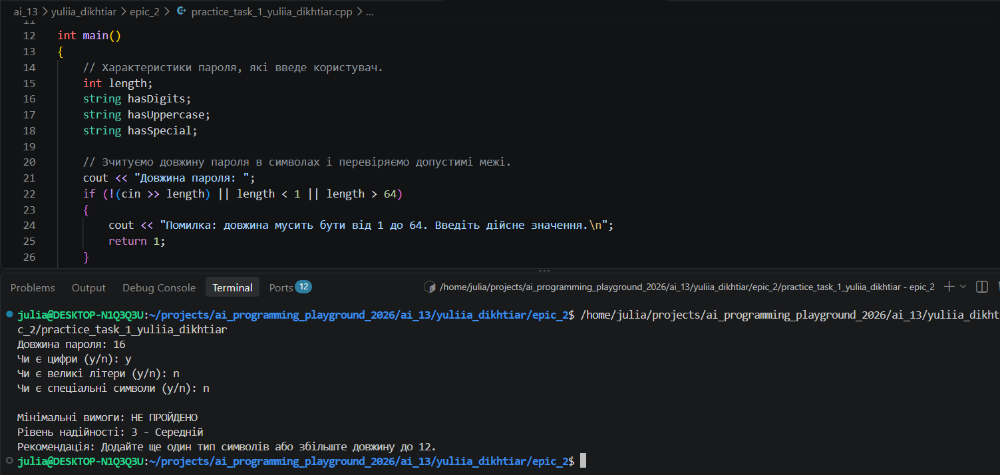 ai_13 > yuliia_dikhtiar > epic_2 > practice_task_1_yuliia_dikhtiar.cpp > ...
11
12 int main()
13 {
14 // Характеристики пароля, які введе користувач.
15 int length;
16 string hasDigits;
17 string hasUppercase;
18 string hasSpecial;
19
20 // Зчитуємо довжину пароля в символах і перевіряємо допустимі межі.
21 cout << "Довжина пароля: ";
22 if (!(cin >> length) || length < 1 || length > 64)
23 {
24 cout << "Помилка: довжина мусить бути від 1 до 64. Введіть дійсне значення.\n";
25 return 1;
26 }
Problems Output Debug Console Terminal Ports 12 /home/julia/projects/ai_programming_playground_2026/ai_13/yuliia_dikhtiar/epic_2/practice_task_1_yuliia_dikhtiar - epic_2
julia@DESKTOP-N1Q3Q3U:~/projects/ai_programming_playground_2026/ai_13/yuliia_dikhtiar/epic_2$ /home/julia/projects/ai_programming_playground_2026/ai_13/yuliia_dikht
c_2/practice_task_1_yuliia_dikhtiar
Довжина пароля: 16
Чи є цифри (y/n): y
Чи є великі літери (y/n): n
Чи є спеціальні символи (y/n): n
Мінімальні вимоги: НЕ ПРОЙДЕНО
Рівень надійності: 3 - Середній
Рекомендація: Додайте ще один тип символів або збільште довжину до 12.
julia@DESKTOP-N1Q3Q3U:~/projects/ai_programming_playground_2026/ai_13/yuliia_dikhtiar/epic_2$